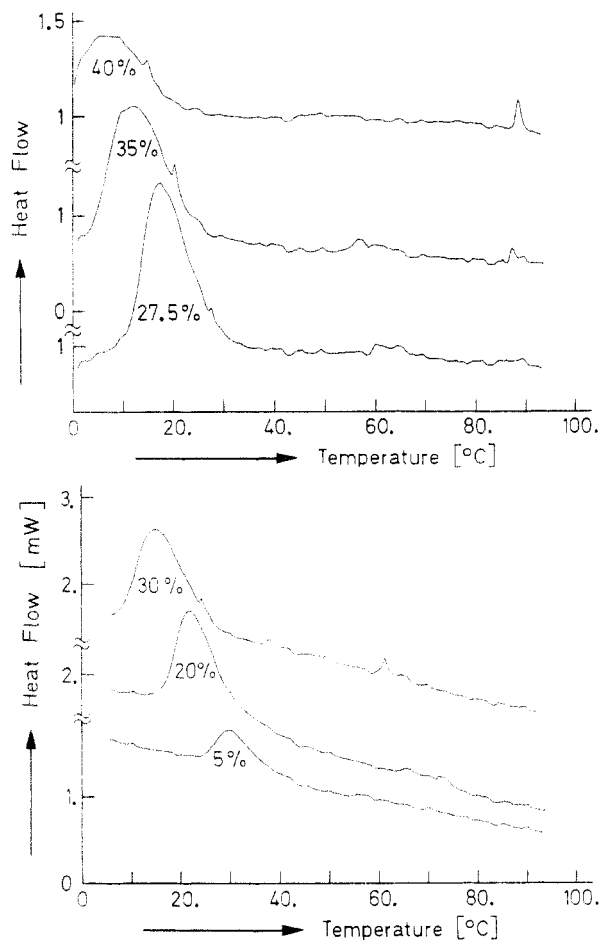 1.5
40%
1
35%
1
0
27.5%
1
Heat Flow
0 20. 40. 60. 80. 100.
Temperature [°C]
3.
30%
2.
20%
2.
5%
1.
0
Heat Flow [mW]
0 20. 40. 60. 80. 100.
Temperature [°C]